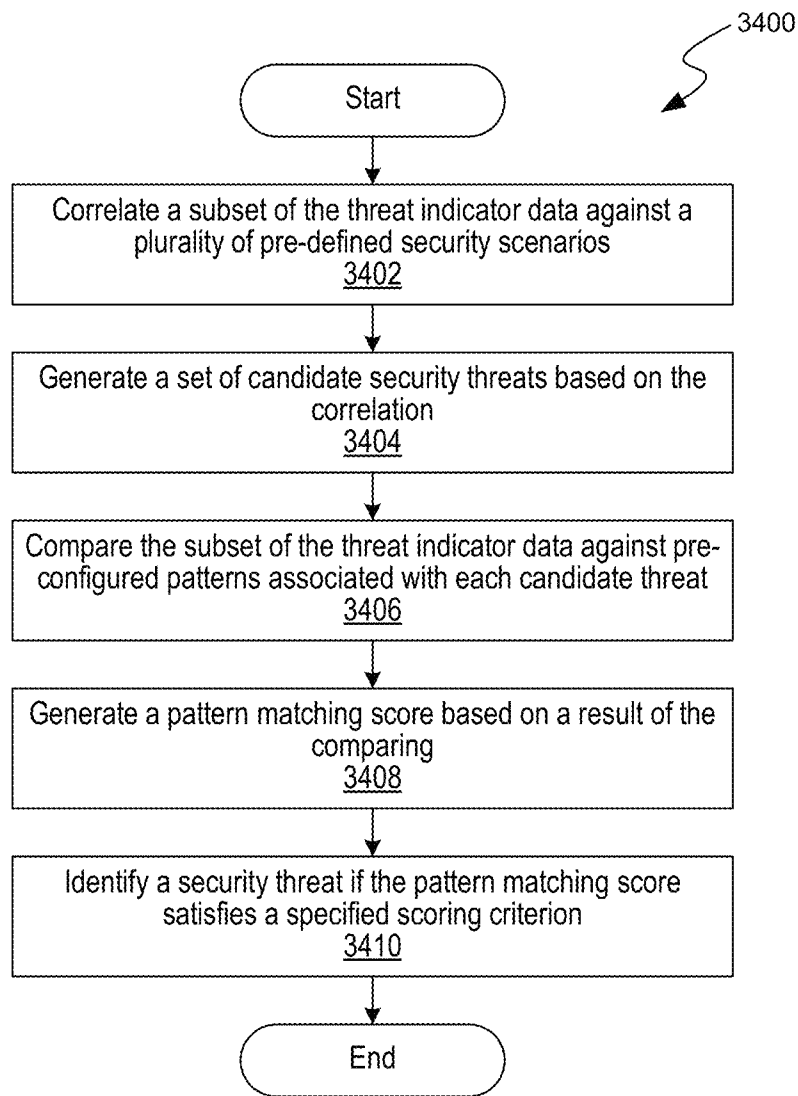 3400
Start
Correlate a subset of the threat indicator data against a
plurality of pre-defined security scenarios
3402
Generate a set of candidate security threats based on the
correlation
3404
Compare the subset of the threat indicator data against pre-
configured patterns associated with each candidate threat
3406
Generate a pattern matching score based on a result of the
comparing
3408
Identify a security threat if the pattern matching score
satisfies a specified scoring criterion
3410
End